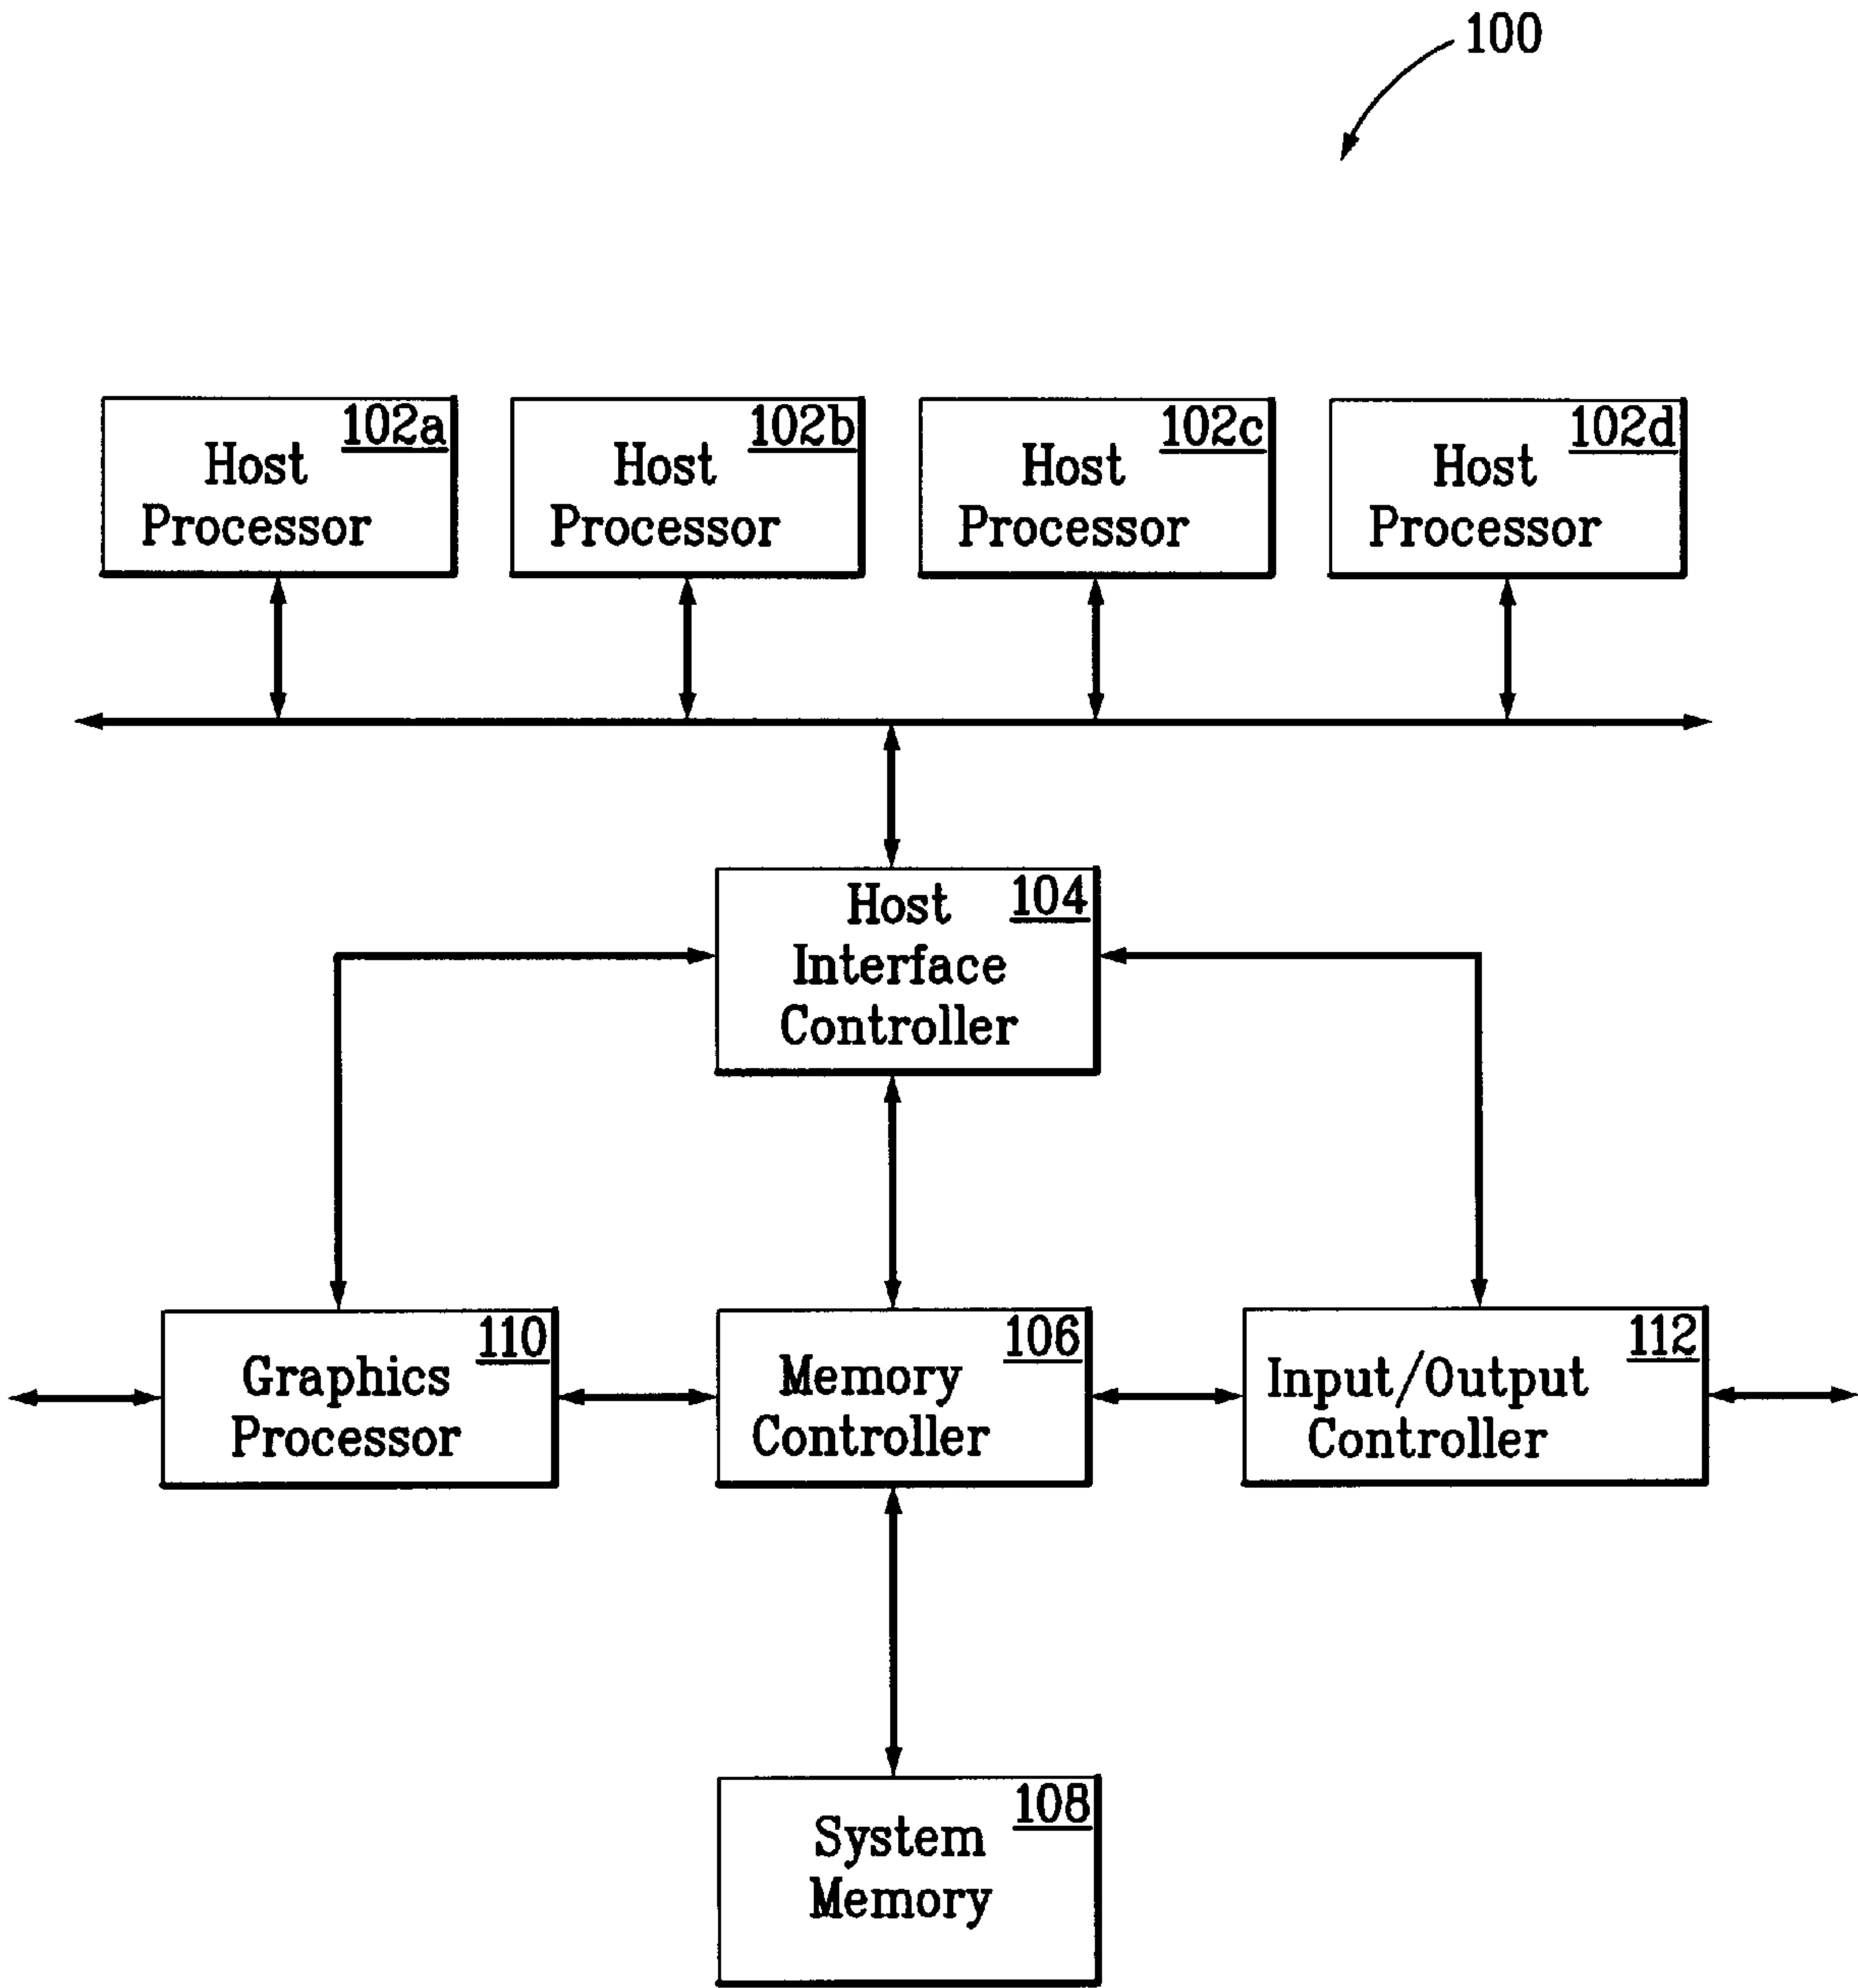 100
102a
Host
Processor
102b
Host
Processor
102c
Host
Processor
102d
Host
Processor
104
Host
Interface
Controller
110
Graphics
Processor
106
Memory
Controller
112
Input/Output
Controller
108
System
Memory